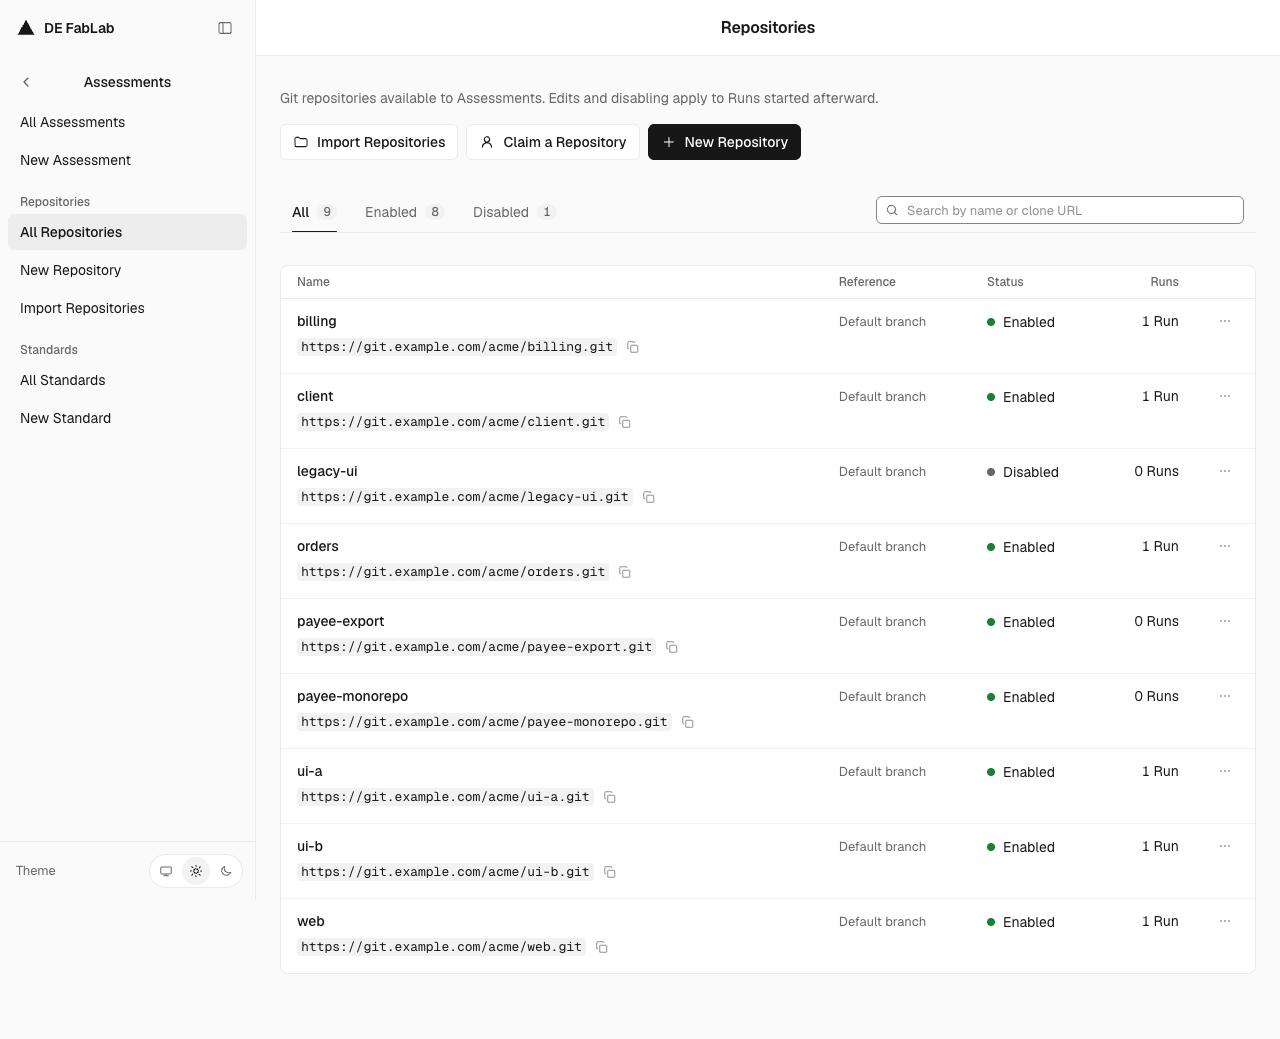 DE FabLab
Assessments
All Assessments
New Assessment
Repositories
All Repositories
New Repository
Import Repositories
Standards
All Standards
New Standard
Theme
Repositories
Git repositories available to Assessments. Edits and disabling apply to Runs started afterward.
Import Repositories Claim a Repository New Repository
All 9 Enabled 8 Disabled 1 Search by name or clone URL
Name Reference Status Runs
billing Default branch Enabled 1 Run
https://git.example.com/acme/billing.git
client Default branch Enabled 1 Run
https://git.example.com/acme/client.git
legacy-ui Default branch Disabled 0 Runs
https://git.example.com/acme/legacy-ui.git
orders Default branch Enabled 1 Run
https://git.example.com/acme/orders.git
payee-export Default branch Enabled 0 Runs
https://git.example.com/acme/payee-export.git
payee-monorepo Default branch Enabled 0 Runs
https://git.example.com/acme/payee-monorepo.git
ui-a Default branch Enabled 1 Run
https://git.example.com/acme/ui-a.git
ui-b Default branch Enabled 1 Run
https://git.example.com/acme/ui-b.git
web Default branch Enabled 1 Run
https://git.example.com/acme/web.git